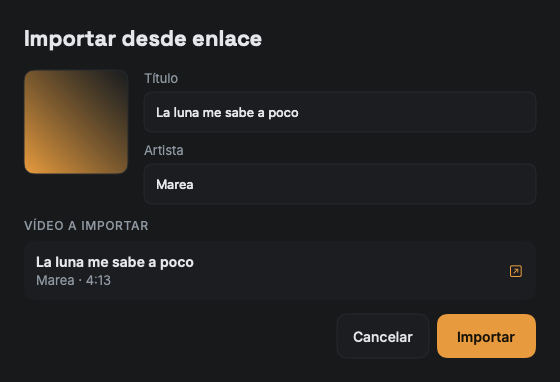 Importar desde enlace
Título
La luna me sabe a poco
Artista
Marea
VÍDEO A IMPORTAR
La luna me sabe a poco
Marea · 4:13
Cancelar
Importar